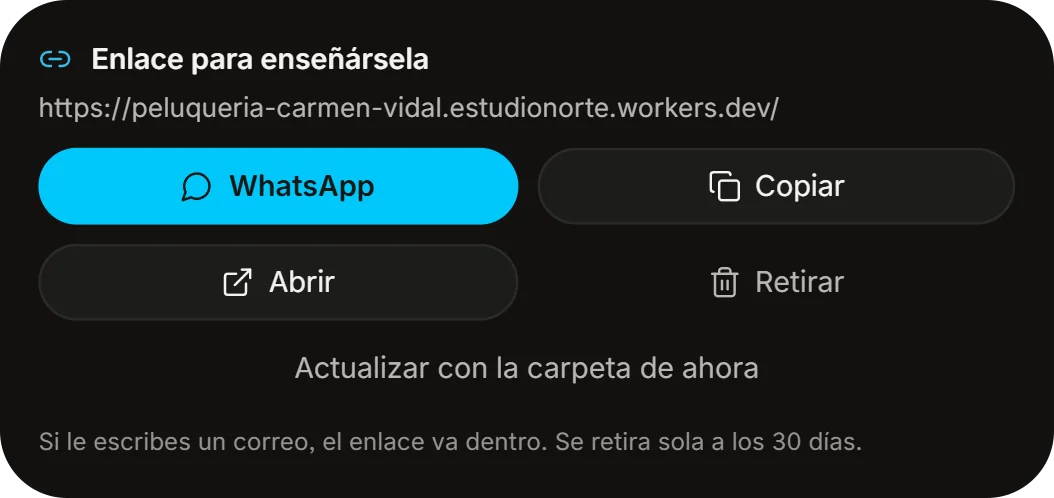 Enlace para enseñársela
https://peluqueria-carmen-vidal.estudionorte.workers.dev/
WhatsApp
Copiar
Abrir
Retirar
Actualizar con la carpeta de ahora
Si le escribes un correo, el enlace va dentro. Se retira sola a los 30 días.